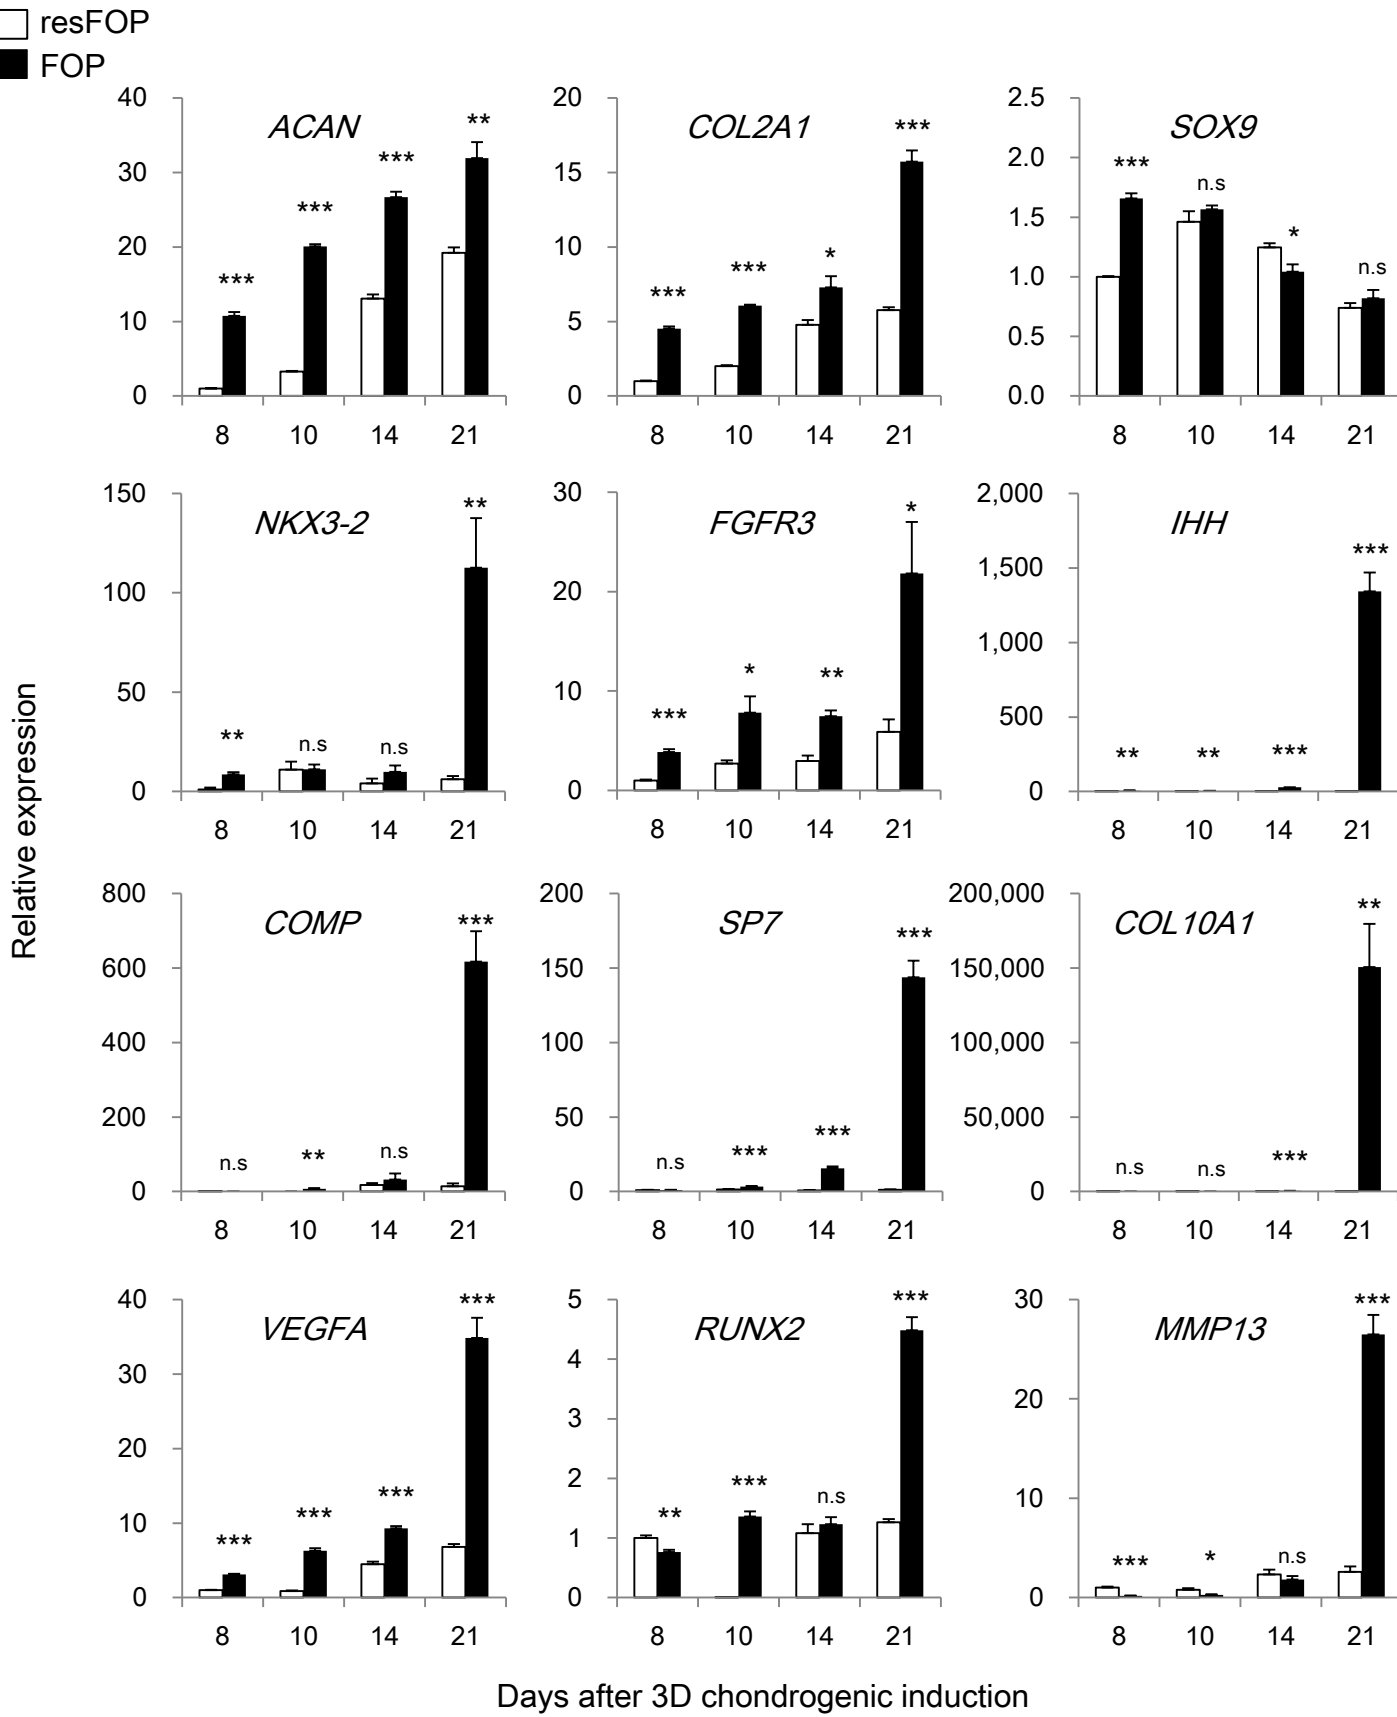 resFOP
FOP
Relative expression
ACAN
40
30
20
10
0
***
***
***
**
8 10 14 21
COL2A1
20
15
10
5
0
***
***
*
***
8 10 14 21
SOX9
2.5
2.0
1.5
1.0
0.5
0.0
***
n.s
*
n.s
8 10 14 21
NKX3-2
150
100
50
0
**
n.s
n.s
**
8 10 14 21
FGFR3
30
20
10
0
***
*
**
*
8 10 14 21
IHH
2,000
1,500
1,000
500
0
**
**
***
***
8 10 14 21
COMP
800
600
400
200
0
n.s
**
n.s
***
8 10 14 21
SP7
200
150
100
50
0
n.s
***
***
***
8 10 14 21
COL10A1
200,000
150,000
100,000
50,000
0
n.s
n.s
***
**
8 10 14 21
VEGFA
40
30
20
10
0
***
***
***
***
8 10 14 21
RUNX2
5
4
3
2
1
0
**
***
n.s
***
8 10 14 21
MMP13
30
20
10
0
***
*
n.s
***
8 10 14 21
Days after 3D chondrogenic induction